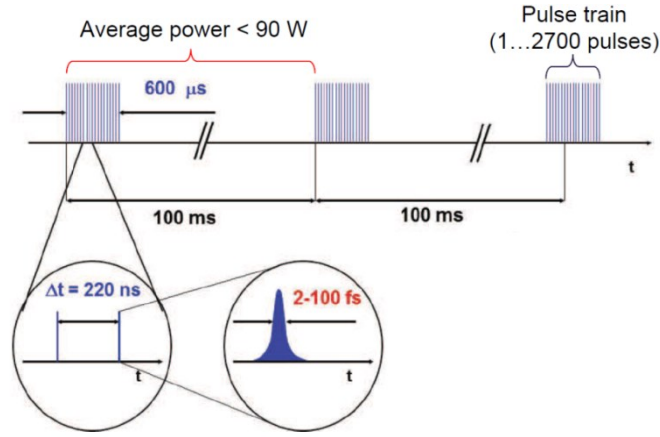 Average power < 90 W
Pulse train
(1…2700 pulses)
600 μs
t
100 ms
100 ms
Δt = 220 ns
t
2-100 fs
t